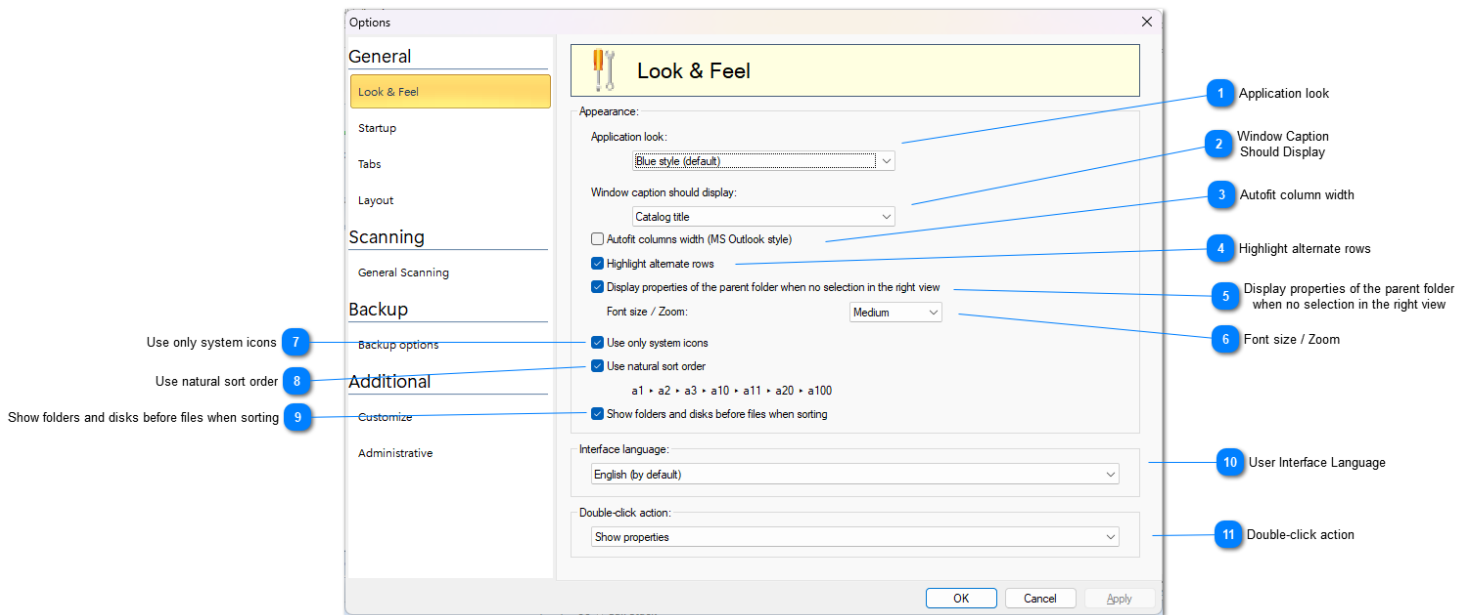 Options
General
Look & Feel
Startup
Tabs
Layout
Scanning
General Scanning
Backup
Backup options
Additional
Customize
Administrative
Look & Feel
Appearance:
Application look:
Blue style (default)
Window caption should display:
Catalog title
Autofit columns width (MS Outlook style)
Highlight alternate rows
Display properties of the parent folder when no selection in the right view
Font size / Zoom:
Medium
Use only system icons
Use natural sort order
a1 ‣ a2 ‣ a3 ‣ a10 ‣ a11 ‣ a20 ‣ a100
Show folders and disks before files when sorting
Interface language:
English (by default)
Double-click action:
Show properties
OK
Cancel
Apply
1 Application look
2 Window Caption
Should Display
3 Autofit column width
4 Highlight alternate rows
5 Display properties of the parent folder
when no selection in the right view
6 Font size / Zoom
Use only system icons 7
Use natural sort order 8
Show folders and disks before files when sorting 9
10 User Interface Language
11 Double-click action